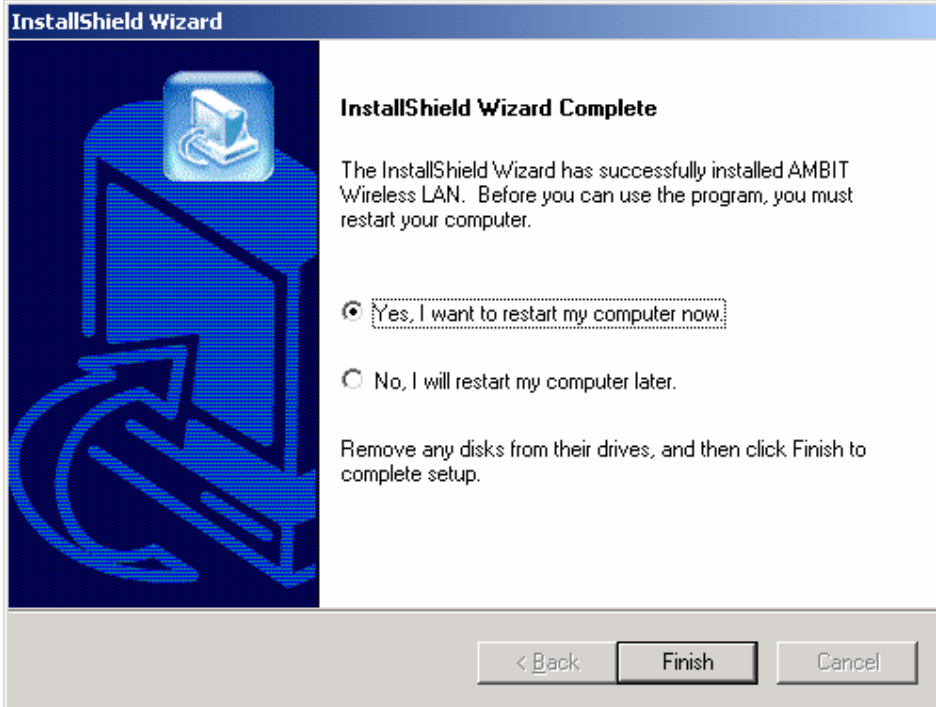 InstallShield Wizard
InstallShield Wizard Complete
The InstallShield Wizard has successfully installed AMBIT
Wireless LAN.  Before you can use the program, you must
restart your computer.
Yes, I want to restart my computer now.
No, I will restart my computer later.
Remove any disks from their drives, and then click Finish to
complete setup.
< Back
Finish
Cancel